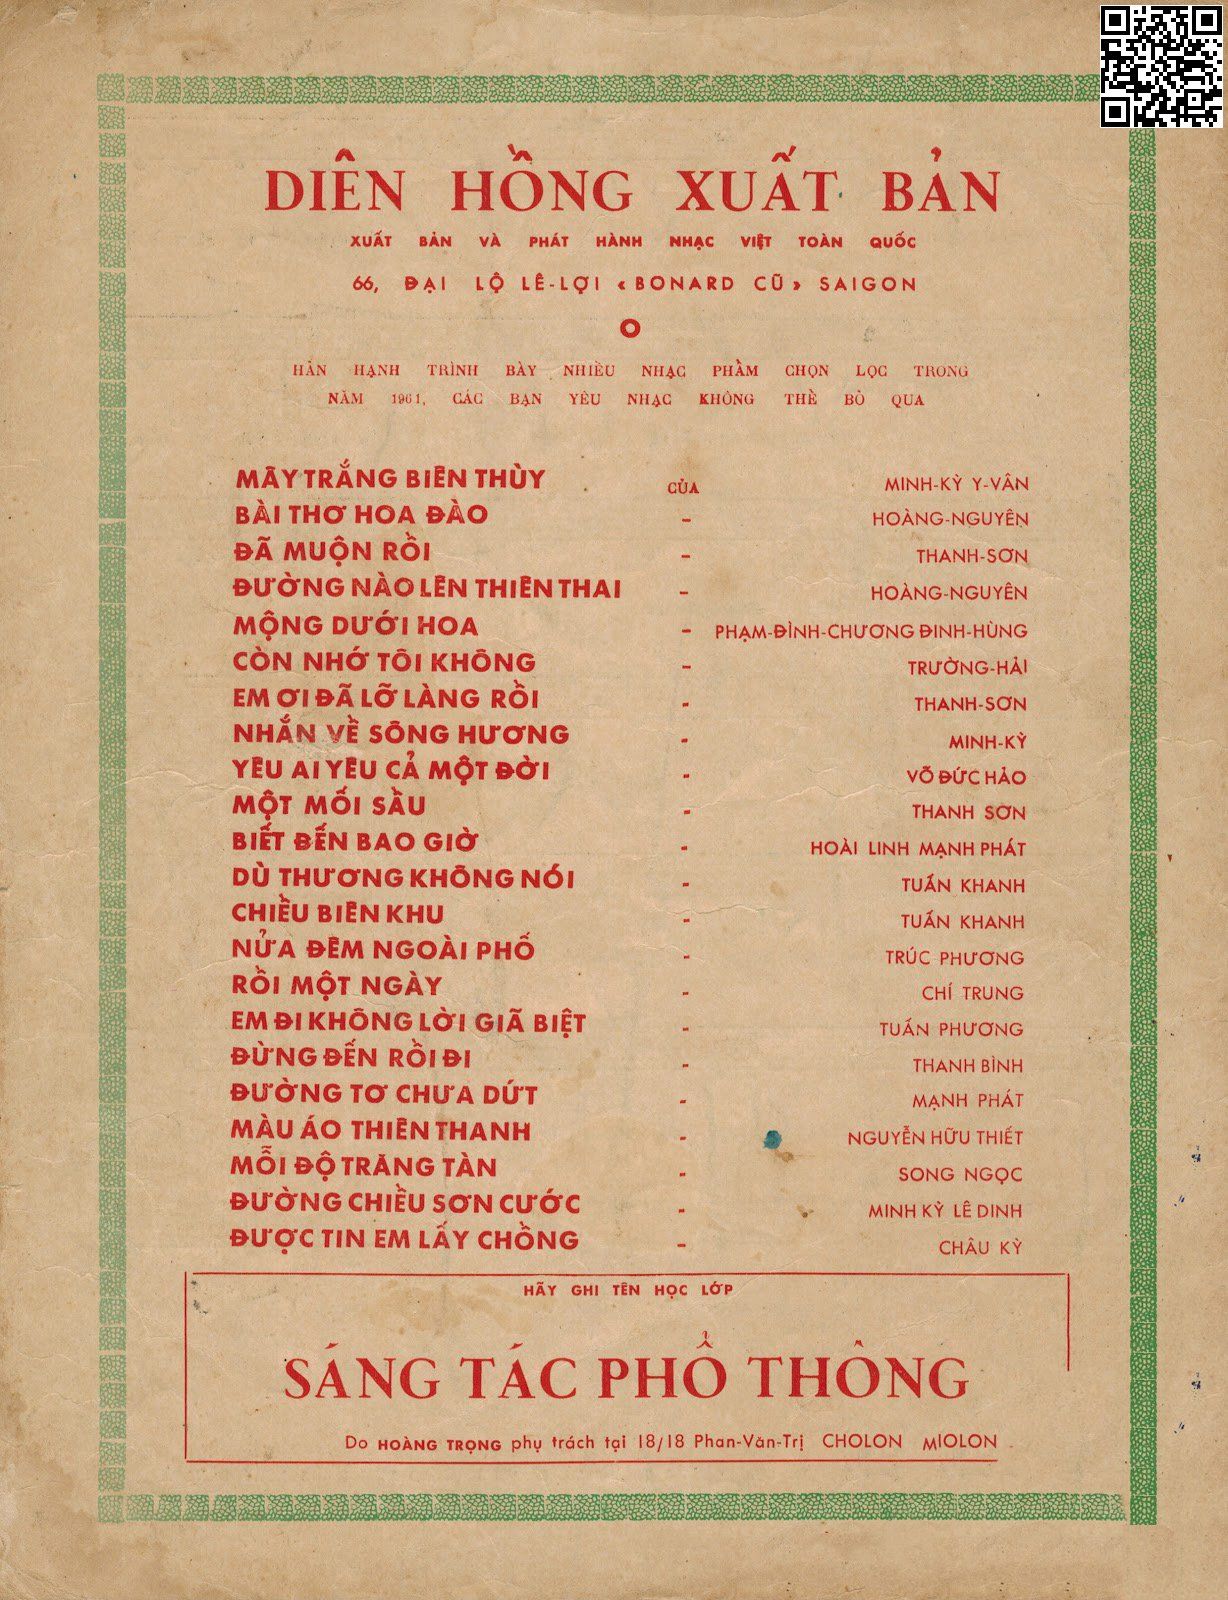 DIÊN HỒNG XUẤT BẢN
XUẤT BẢN VÀ PHÁT HÀNH NHẠC VIỆT TOÀN QUỐC
66, ĐẠI LỘ LÊ-LỢI « BONARD CŨ » SAIGON
HÂN HẠNH TRÌNH BÀY NHIỀU NHẠC PHẨM CHỌN LỌC TRONG
NĂM 1961, CÁC BẠN YÊU NHẠC KHÔNG THỂ BỎ QUA
MÂY TRẮNG BIÊN THÙY CỦA MINH-KỲ Y-VÂN
BÀI THƠ HOA ĐÀO - HOÀNG-NGUYÊN
ĐÃ MUỘN RỒI - THANH-SƠN
ĐƯỜNG NÀO LÊN THIÊN THAI - HOÀNG-NGUYÊN
MỘNG DƯỚI HOA - PHẠM-ĐÌNH-CHƯƠNG ĐINH-HÙNG
CÒN NHỚ TÔI KHÔNG - TRƯỜNG-HẢI
EM ƠI ĐÃ LỠ LÀNG RỒI - THANH-SƠN
NHẮN VỀ SÔNG HƯƠNG - MINH-KỲ
YÊU AI YÊU CẢ MỘT ĐỜI - VÕ ĐỨC HẢO
MỘT MỐI SẦU - THANH SƠN
BIẾT ĐẾN BAO GIỜ - HOÀI LINH MẠNH PHÁT
DÙ THƯƠNG KHÔNG NÓI - TUẤN KHANH
CHIỀU BIÊN KHU - TUẤN KHANH
NỬA ĐÊM NGOÀI PHỐ - TRÚC PHƯƠNG
RỒI MỘT NGÀY - CHÍ TRUNG
EM ĐI KHÔNG LỜI GIÃ BIỆT - TUẤN PHƯƠNG
ĐỪNG ĐẾN RỒI ĐI - THANH BÌNH
ĐƯỜNG TƠ CHƯA DỨT - MẠNH PHÁT
MÀU ÁO THIÊN THANH - NGUYỄN HỮU THIẾT
MỖI ĐỘ TRĂNG TÀN - SONG NGỌC
ĐƯỜNG CHIỀU SƠN CƯỚC - MINH KỲ LÊ DINH
ĐƯỢC TIN EM LẤY CHỒNG - CHÂU KỲ
HÃY GHI TÊN HỌC LỚP
SÁNG TÁC PHỔ THÔNG
Do HOÀNG TRỌNG phụ trách tại 18/18 Phan-Văn-Trị CHOLON MIOLON